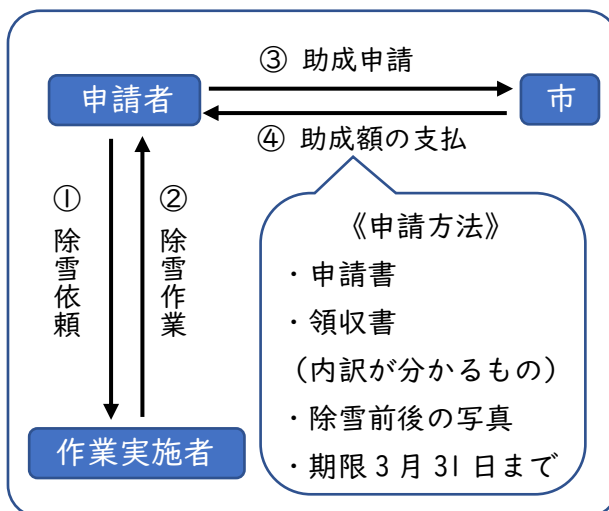 ③ 助成申請
申請者
市
④ 助成額の支払
① 除雪依頼
② 除雪作業
《申請方法》
・申請書
・領収書
（内訳が分かるもの）
・除雪前後の写真
・期限３月 31 日まで
作業実施者